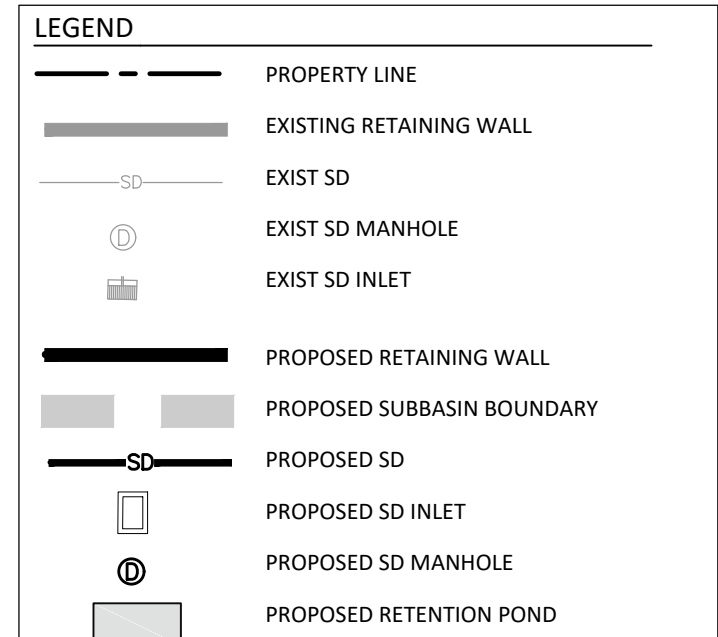 LEGEND
PROPERTY LINE
EXISTING RETAINING WALL
SD EXIST SD
D EXIST SD MANHOLE
EXIST SD INLET
PROPOSED RETAINING WALL
PROPOSED SUBBASIN BOUNDARY
SD PROPOSED SD
PROPOSED SD INLET
D PROPOSED SD MANHOLE
PROPOSED RETENTION POND